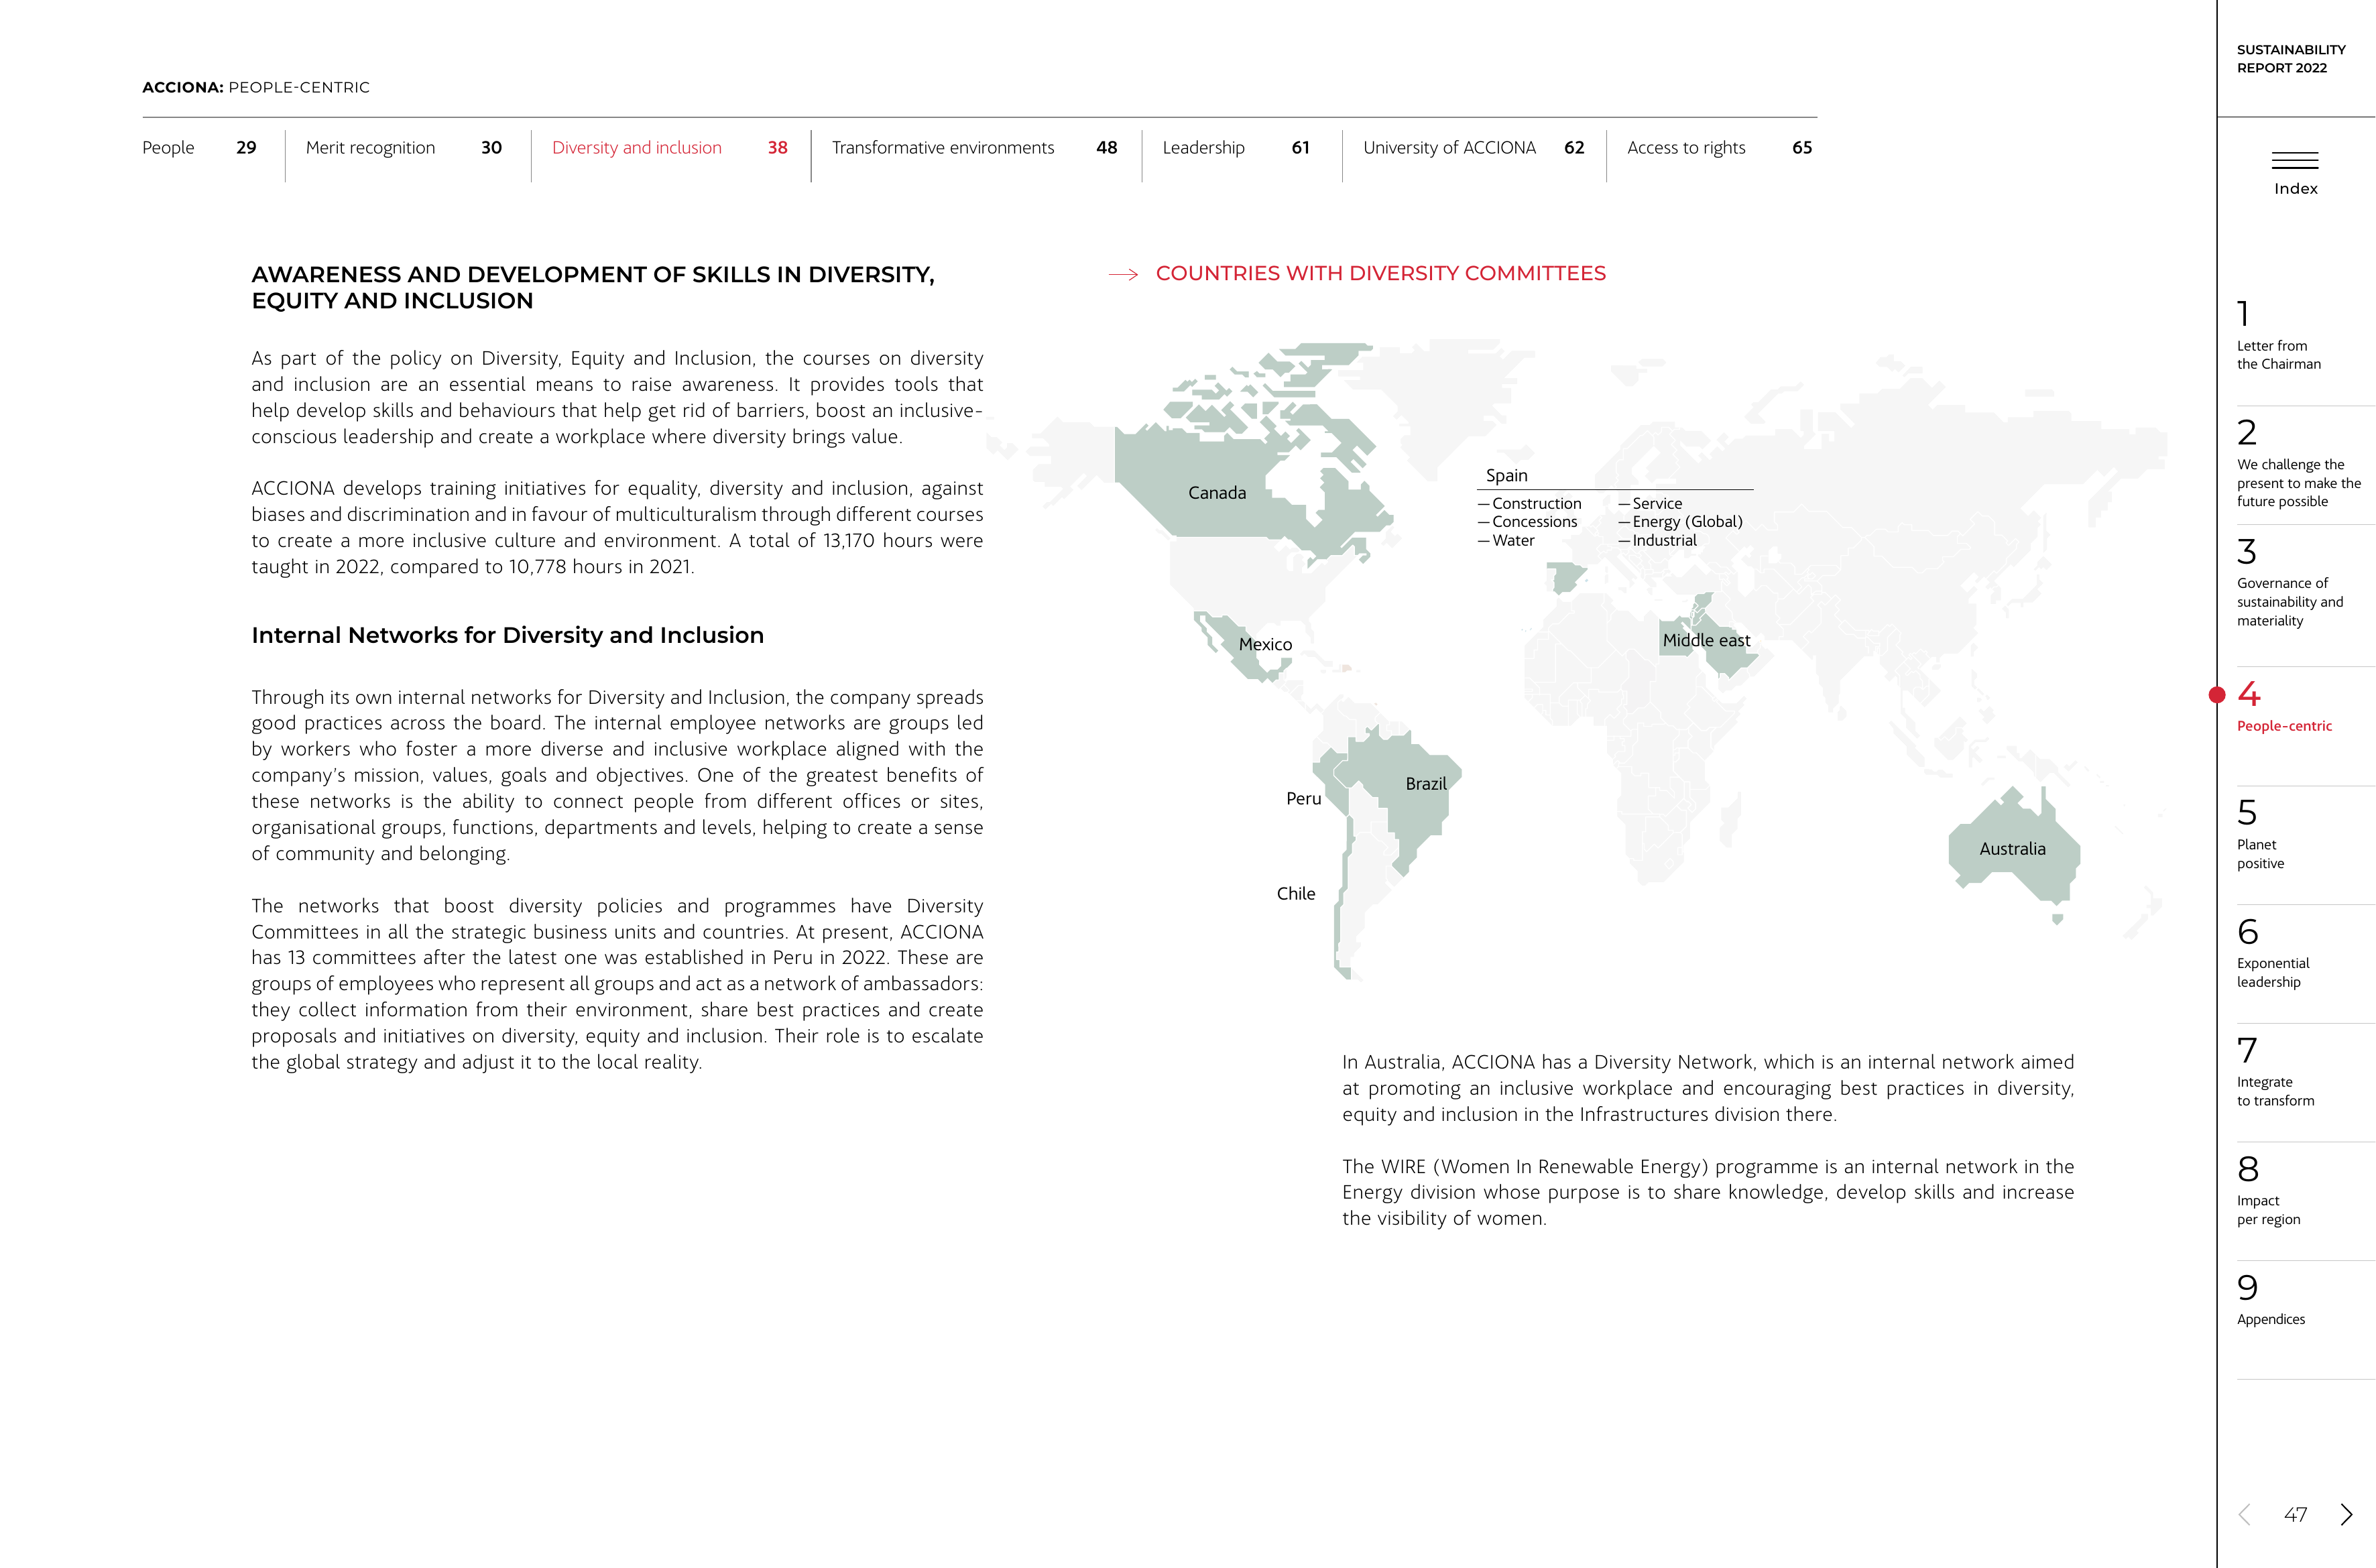 ACCIONA: PEOPLE-CENTRIC
People 29 Merit recognition 30 Diversity and inclusion 38 Transformative environments 48 Leadership 61 University of ACCIONA 62 Access to rights 65
AWARENESS AND DEVELOPMENT OF SKILLS IN DIVERSITY,
EQUITY AND INCLUSION
As part of the policy on Diversity, Equity and Inclusion, the courses on diversity
and inclusion are an essential means to raise awareness. It provides tools that
help develop skills and behaviours that help get rid of barriers, boost an inclusive-
conscious leadership and create a workplace where diversity brings value.
ACCIONA develops training initiatives for equality, diversity and inclusion, against
biases and discrimination and in favour of multiculturalism through different courses
to create a more inclusive culture and environment. A total of 13,170 hours were
taught in 2022, compared to 10,778 hours in 2021.
Internal Networks for Diversity and Inclusion
Through its own internal networks for Diversity and Inclusion, the company spreads
good practices across the board. The internal employee networks are groups led
by workers who foster a more diverse and inclusive workplace aligned with the
company’s mission, values, goals and objectives. One of the greatest benefits of
these networks is the ability to connect people from different offices or sites,
organisational groups, functions, departments and levels, helping to create a sense
of community and belonging.
The networks that boost diversity policies and programmes have Diversity
Committees in all the strategic business units and countries. At present, ACCIONA
has 13 committees after the latest one was established in Peru in 2022. These are
groups of employees who represent all groups and act as a network of ambassadors:
they collect information from their environment, share best practices and create
proposals and initiatives on diversity, equity and inclusion. Their role is to escalate
the global strategy and adjust it to the local reality.
→ COUNTRIES WITH DIVERSITY COMMITTEES
Canada
Spain
— Construction
— Concessions
— Water
— Service
— Energy (Global)
— Industrial
Mexico
Middle east
Peru
Brazil
Chile
Australia
In Australia, ACCIONA has a Diversity Network, which is an internal network aimed
at promoting an inclusive workplace and encouraging best practices in diversity,
equity and inclusion in the Infrastructures division there.
The WIRE (Women In Renewable Energy) programme is an internal network in the
Energy division whose purpose is to share knowledge, develop skills and increase
the visibility of women.
SUSTAINABILITY
REPORT 2022
Index
1
Letter from
the Chairman
2
We challenge the
present to make the
future possible
3
Governance of
sustainability and
materiality
4
People-centric
5
Planet
positive
6
Exponential
leadership
7
Integrate
to transform
8
Impact
per region
9
Appendices
47